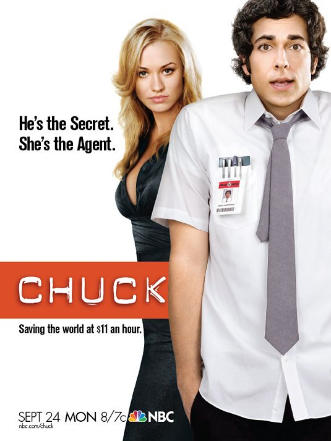 He's the Secret.
She's the Agent.
CHUCK
Saving the world at $11 an hour.
SEPT 24 MON 8/7c NBC
nbc.com/chuck